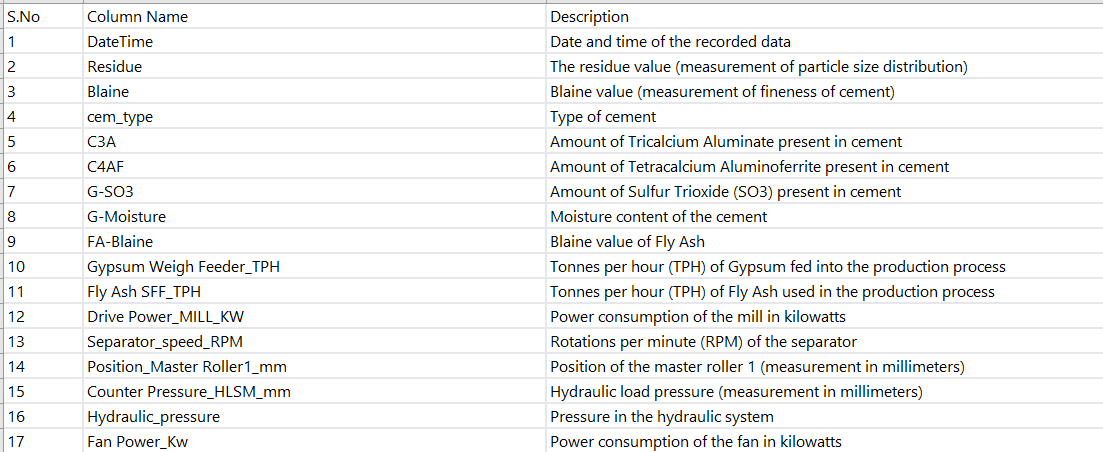 S.No Column Name Description
1 DateTime Date and time of the recorded data
2 Residue The residue value (measurement of particle size distribution)
3 Blaine Blaine value (measurement of fineness of cement)
4 cem_type Type of cement
5 C3A Amount of Tricalcium Aluminate present in cement
6 C4AF Amount of Tetracalcium Aluminoferrite present in cement
7 G-SO3 Amount of Sulfur Trioxide (SO3) present in cement
8 G-Moisture Moisture content of the cement
9 FA-Blaine Blaine value of Fly Ash
10 Gypsum Weigh Feeder_TPH Tonnes per hour (TPH) of Gypsum fed into the production process
11 Fly Ash SFF_TPH Tonnes per hour (TPH) of Fly Ash used in the production process
12 Drive Power_MILL_KW Power consumption of the mill in kilowatts
13 Separator_speed_RPM Rotations per minute (RPM) of the separator
14 Position_Master Roller1_mm Position of the master roller 1 (measurement in millimeters)
15 Counter Pressure_HLSM_mm Hydraulic load pressure (measurement in millimeters)
16 Hydraulic_pressure Pressure in the hydraulic system
17 Fan Power_Kw Power consumption of the fan in kilowatts